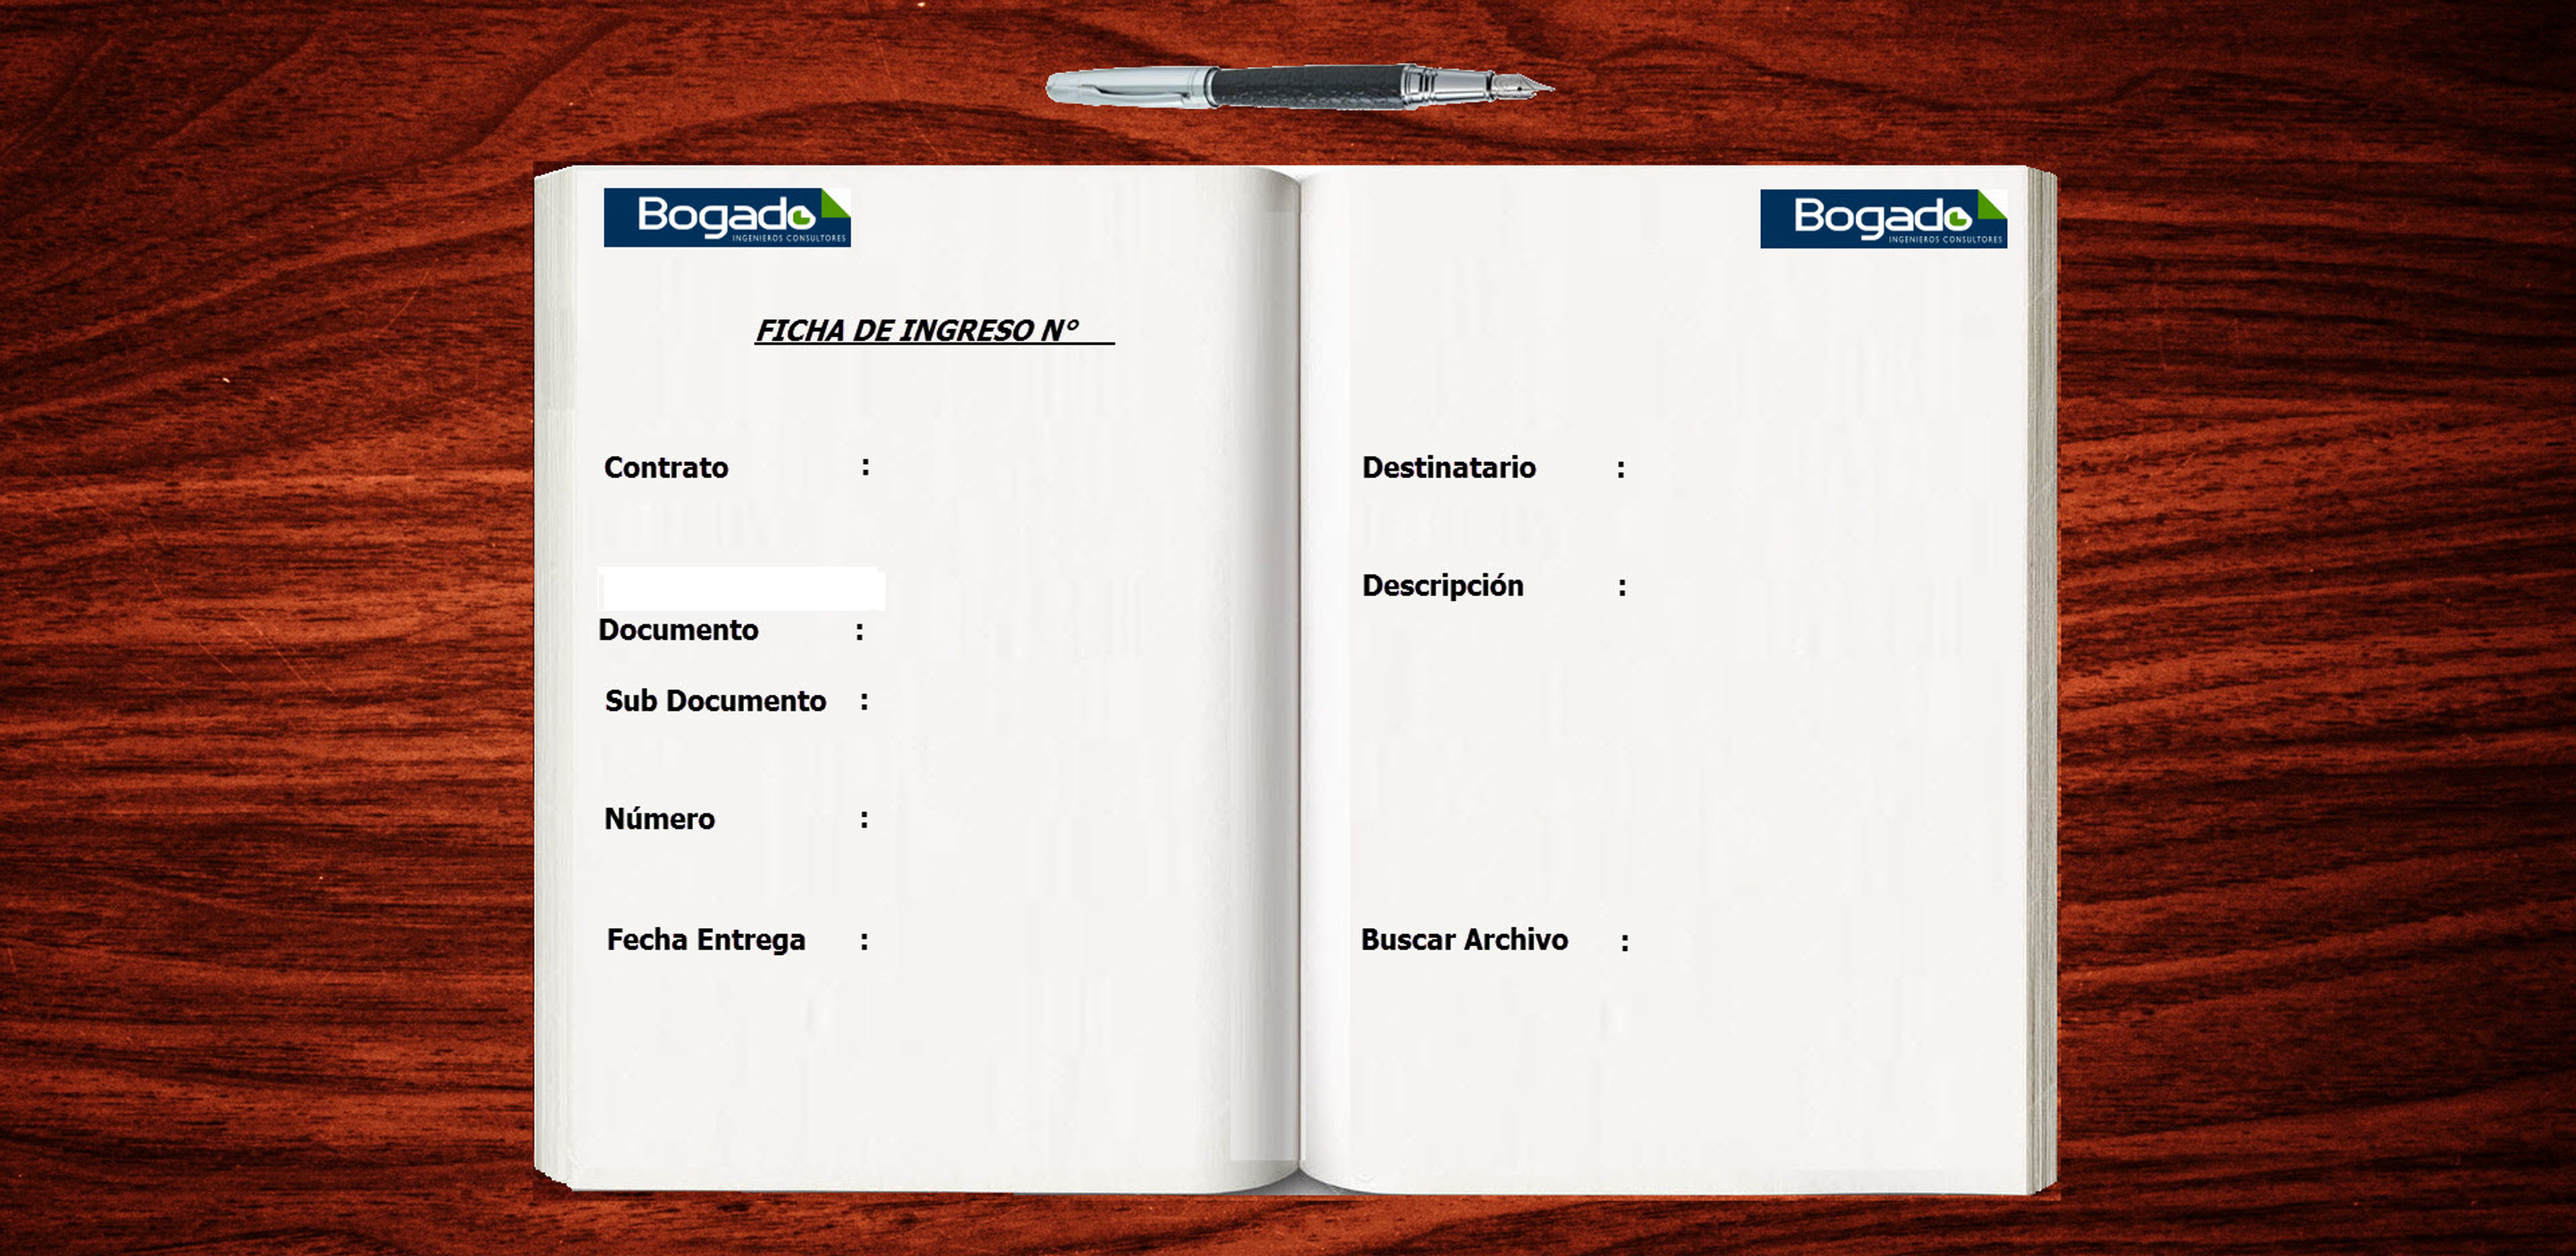 Bogado
INGENIEROS CONSULTORES
FICHA DE INGRESO N°
Contrato :
Documento :
Sub Documento :
Número :
Fecha Entrega :
Bogado
INGENIEROS CONSULTORES
Destinatario :
Descripción :
Buscar Archivo :